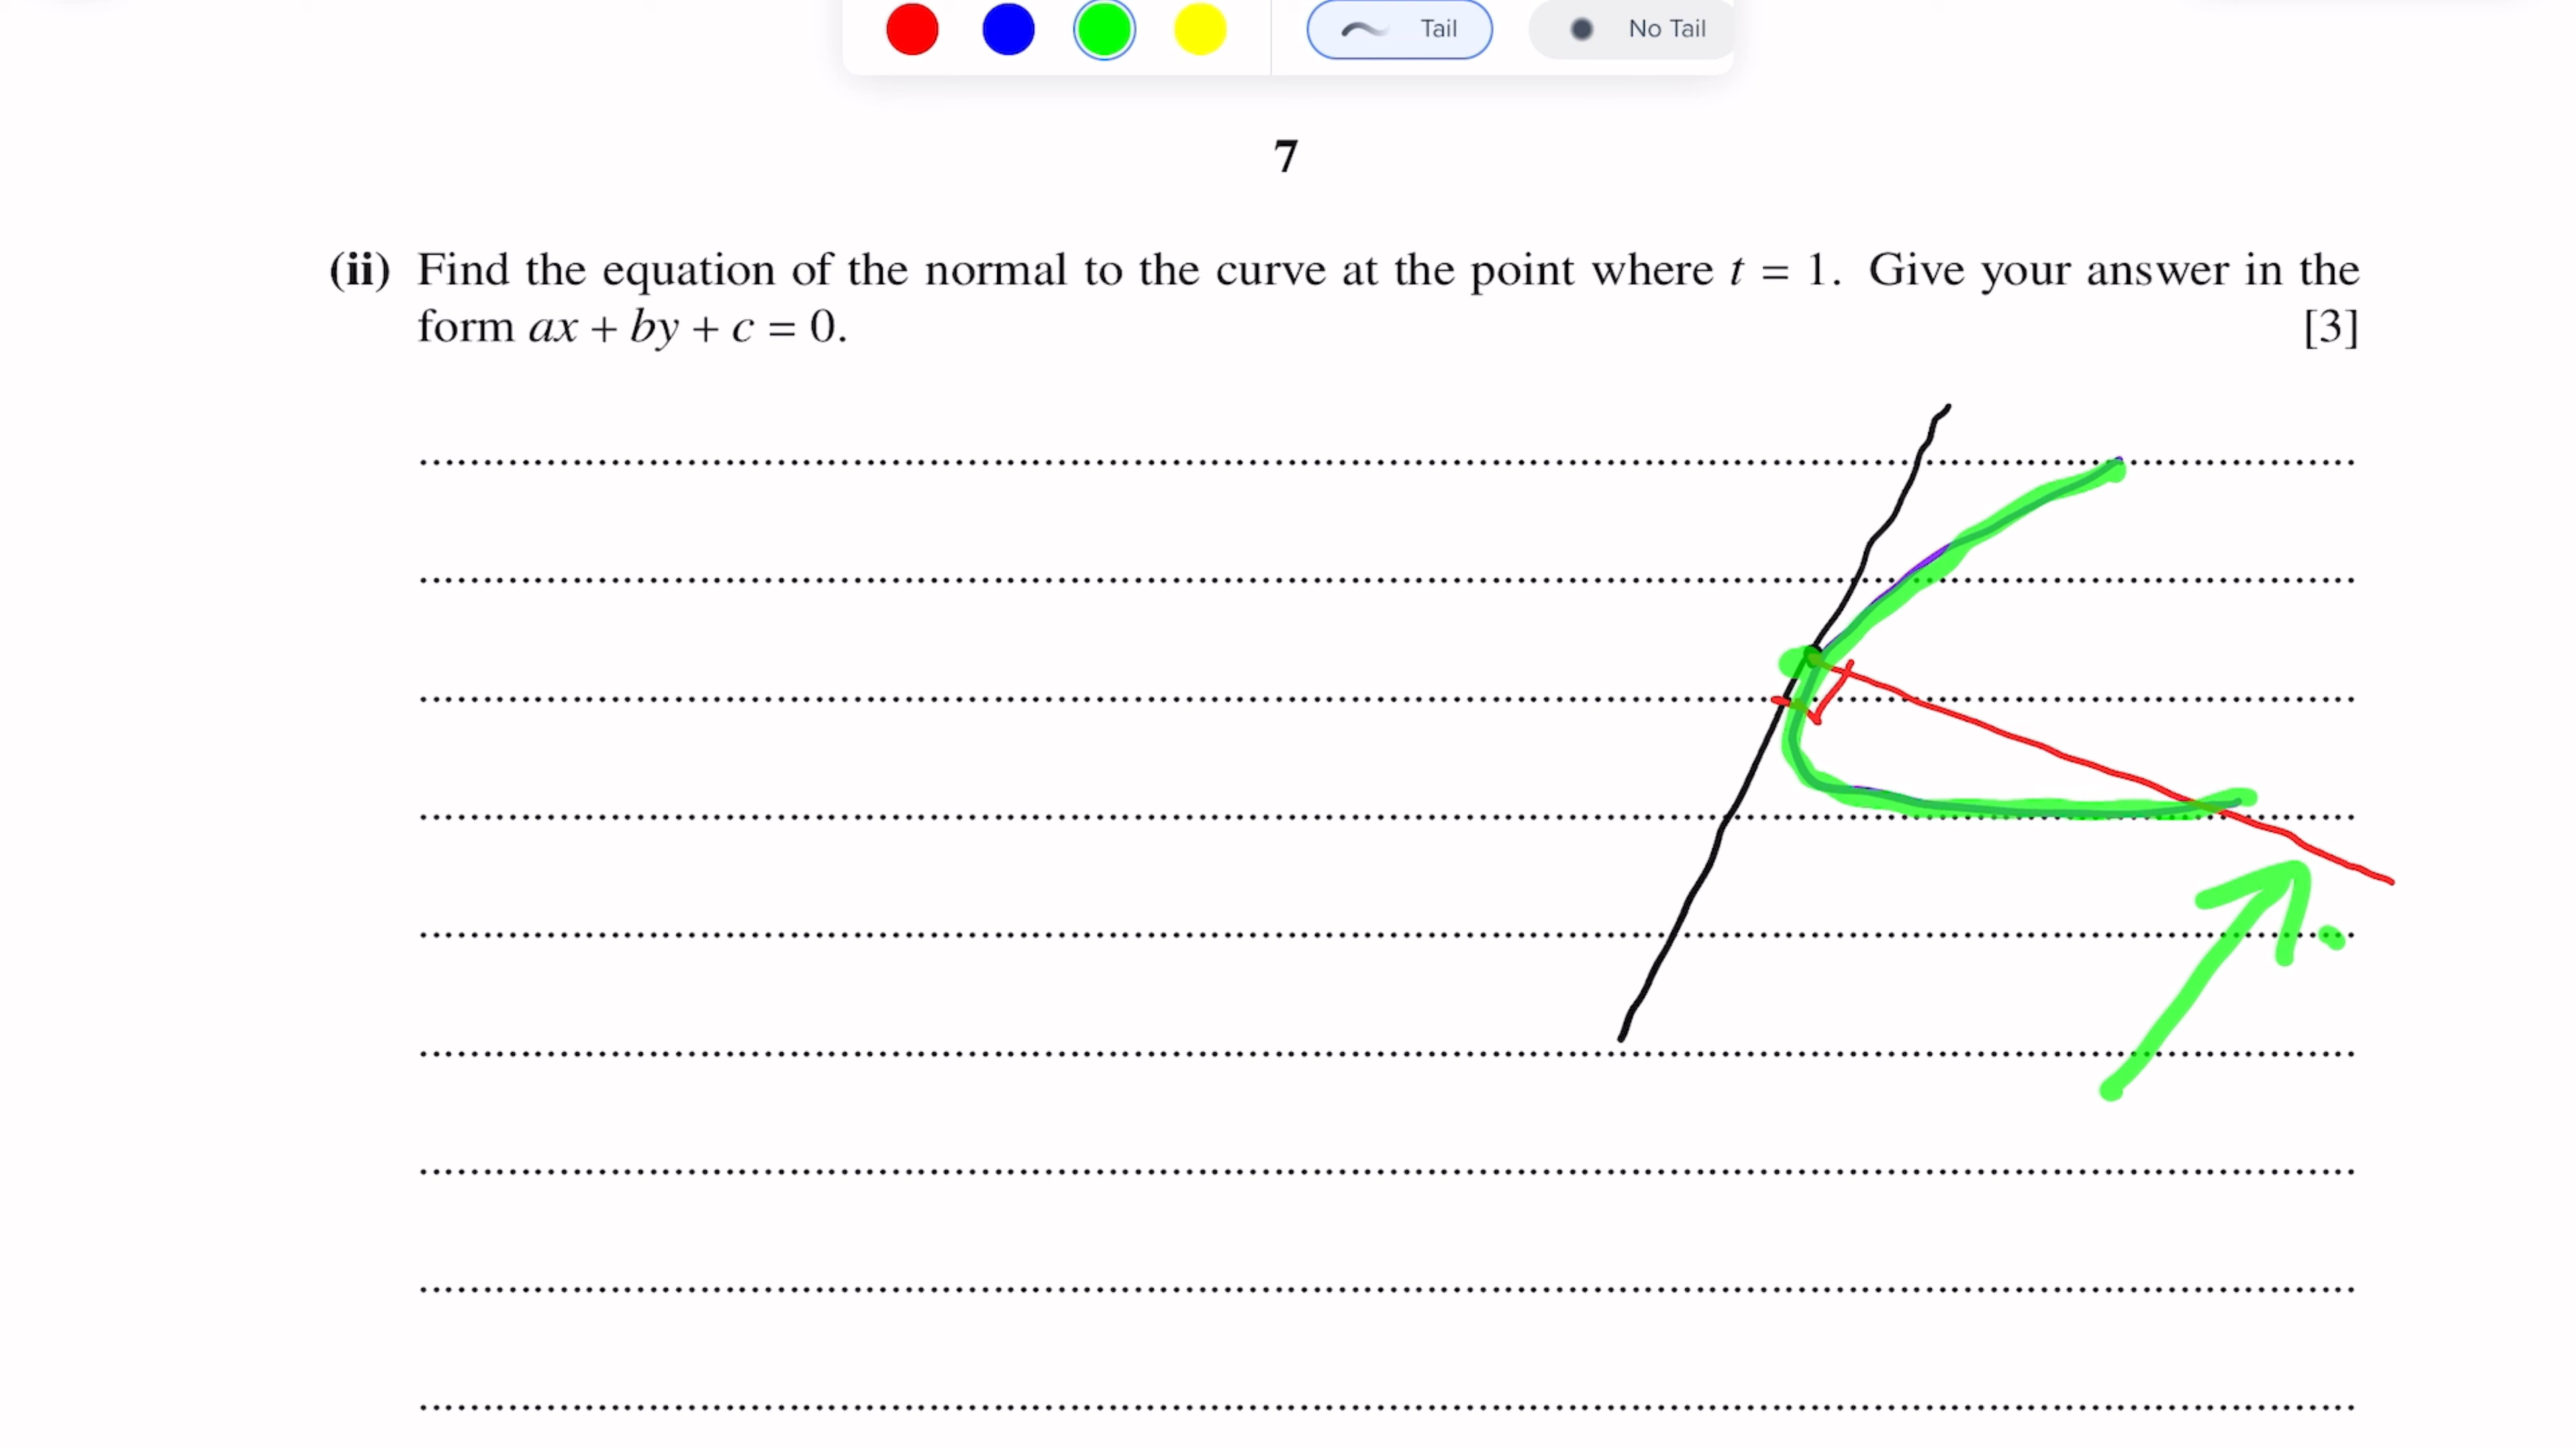 Tail
No Tail
7
(ii) Find the equation of the normal to the curve at the point where t = 1. Give your answer in the
form ax + by + c = 0. [3]